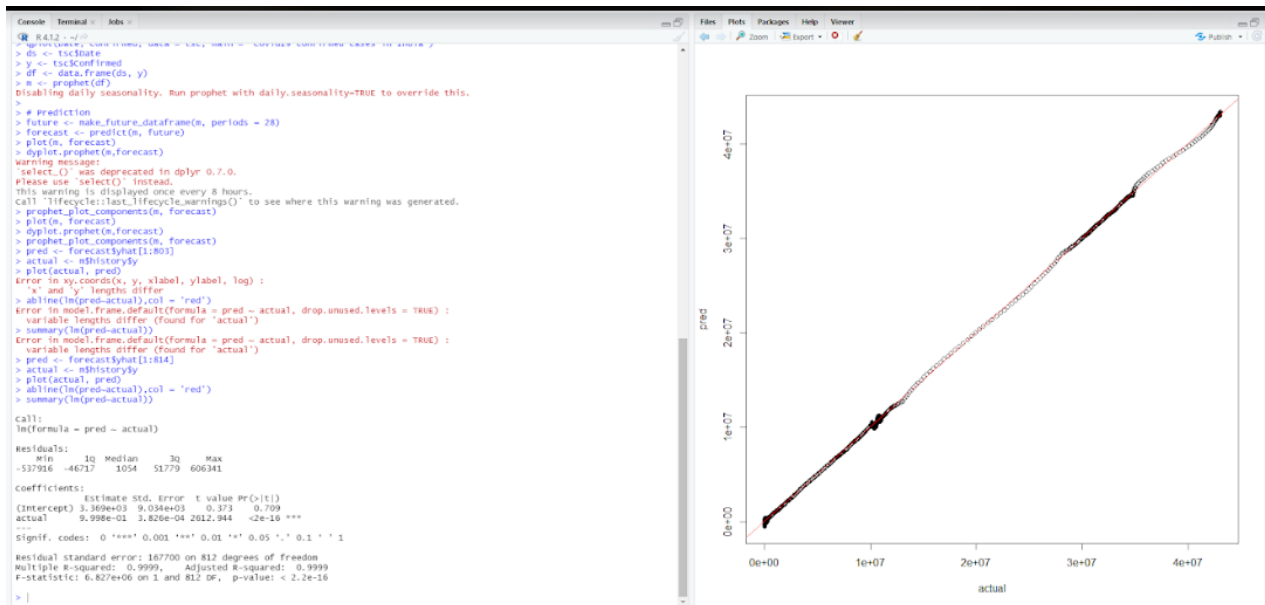 Console Terminal × Jobs ×
R 4.1.2 · ~/
> qplot(Date, Confirmed, data = tsc, main = 'Covid19 confirmed Cases in India')
> ds <- tsc$Date
> y <- tsc$Confirmed
> df <- data.frame(ds, y)
> m <- prophet(df)
Disabling daily seasonality. Run prophet with daily.seasonality=TRUE to override this.
>
> # Prediction
> future <- make_future_dataframe(m, periods = 28)
> forecast <- predict(m, future)
> plot(m, forecast)
> dyplot.prophet(m,forecast)
Warning message:
`select_()` was deprecated in dplyr 0.7.0.
Please use `select()` instead.
This warning is displayed once every 8 hours.
Call `lifecycle::last_lifecycle_warnings()` to see where this warning was generated.
> prophet_plot_components(m, forecast)
> plot(m, forecast)
> dyplot.prophet(m,forecast)
> prophet_plot_components(m, forecast)
> pred <- forecast$yhat[1:803]
> actual <- m$history$y
> plot(actual, pred)
Error in xy.coords(x, y, xlabel, ylabel, log) :
'x' and 'y' lengths differ
> abline(lm(pred~actual),col = 'red')
Error in model.frame.default(formula = pred ~ actual, drop.unused.levels = TRUE) :
variable lengths differ (found for 'actual')
> summary(lm(pred~actual))
Error in model.frame.default(formula = pred ~ actual, drop.unused.levels = TRUE) :
variable lengths differ (found for 'actual')
> pred <- forecast$yhat[1:814]
> actual <- m$history$y
> plot(actual, pred)
> abline(lm(pred~actual),col = 'red')
> summary(lm(pred~actual))
Call:
lm(formula = pred ~ actual)
Residuals:
Min 1Q Median 3Q Max
-537916 -46717 1054 51779 606341
Coefficients:
Estimate Std. Error t value Pr(>|t|)
(Intercept) 3.369e+03 9.034e+03 0.373 0.709
actual 9.998e-01 3.826e-04 2612.944 <2e-16 ***
---
Signif. codes: 0 '***' 0.001 '**' 0.01 '*' 0.05 '.' 0.1 ' ' 1
Residual standard error: 167700 on 812 degrees of freedom
Multiple R-squared: 0.9999, Adjusted R-squared: 0.9999
F-statistic: 6.827e+06 on 1 and 812 DF, p-value: < 2.2e-16
>
Files Plots Packages Help Viewer
Zoom Export Publish
pred
4e+07
3e+07
2e+07
1e+07
0e+00
0e+00 1e+07 2e+07 3e+07 4e+07
actual